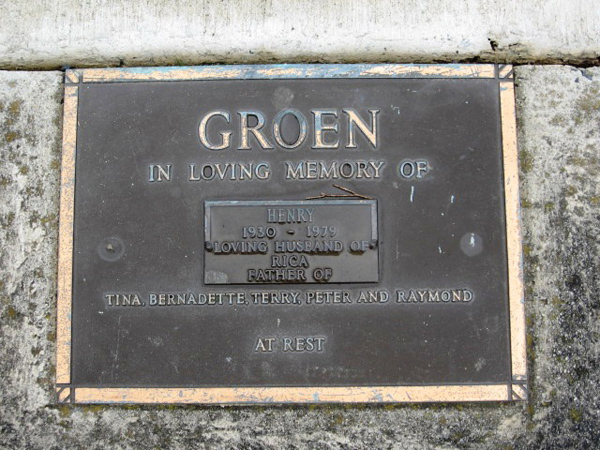 GROEN
IN LOVING MEMORY OF
HENRY
1930 - 1979
LOVING HUSBAND OF
RICA
FATHER OF
TINA, BERNADETTE, TERRY, PETER AND RAYMOND
AT REST